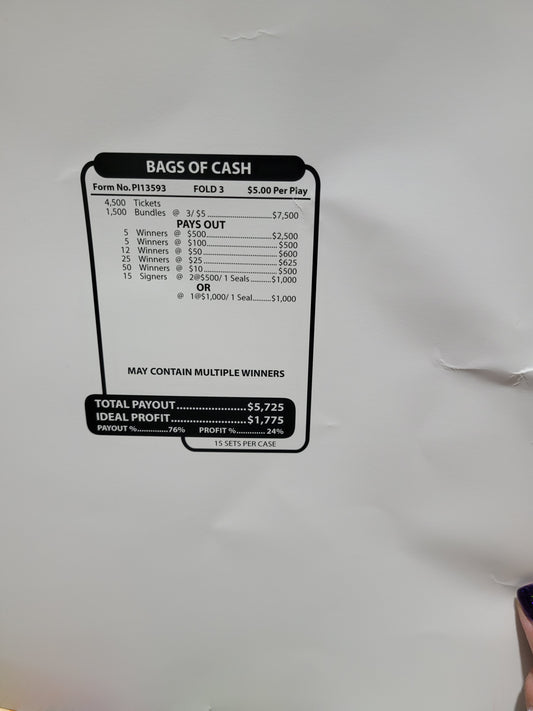 BAGS OF CASH
Form No. PI13593 FOLD 3 $5.00 Per Play
4,500 Tickets
1,500 Bundles @ 3/ $5..............................$7,500
PAYS OUT
5 Winners @ $500..............................$2,500
5 Winners @ $100..............................$500
12 Winners @ $50..............................$600
25 Winners @ $25..............................$625
50 Winners @ $10..............................$500
15 Signers @ 2@$500/ 1 Seals.........$1,000
OR
@ 1@$1,000/ 1 Seal.........$1,000
MAY CONTAIN MULTIPLE WINNERS
TOTAL PAYOUT.......................$5,725
IDEAL PROFIT.........................$1,775
PAYOUT %..............76% PROFIT %............. 24%
15 SETS PER CASE